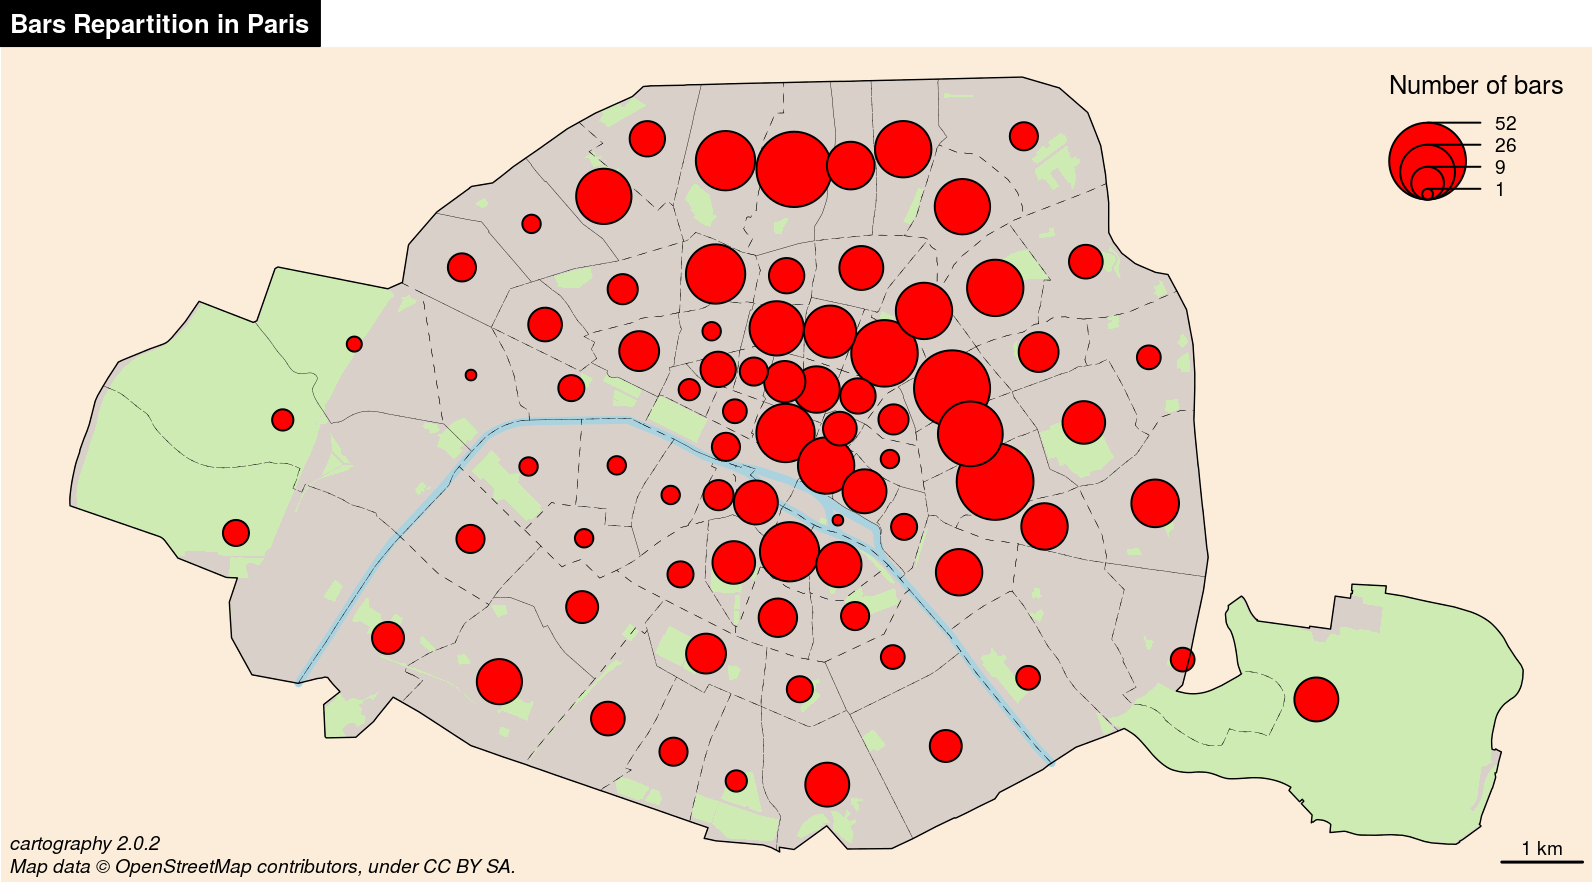 Bars Repartition in Paris
Number of bars
52
26
9
1
cartography 2.0.2
Map data © OpenStreetMap contributors, under CC BY SA.
1 km